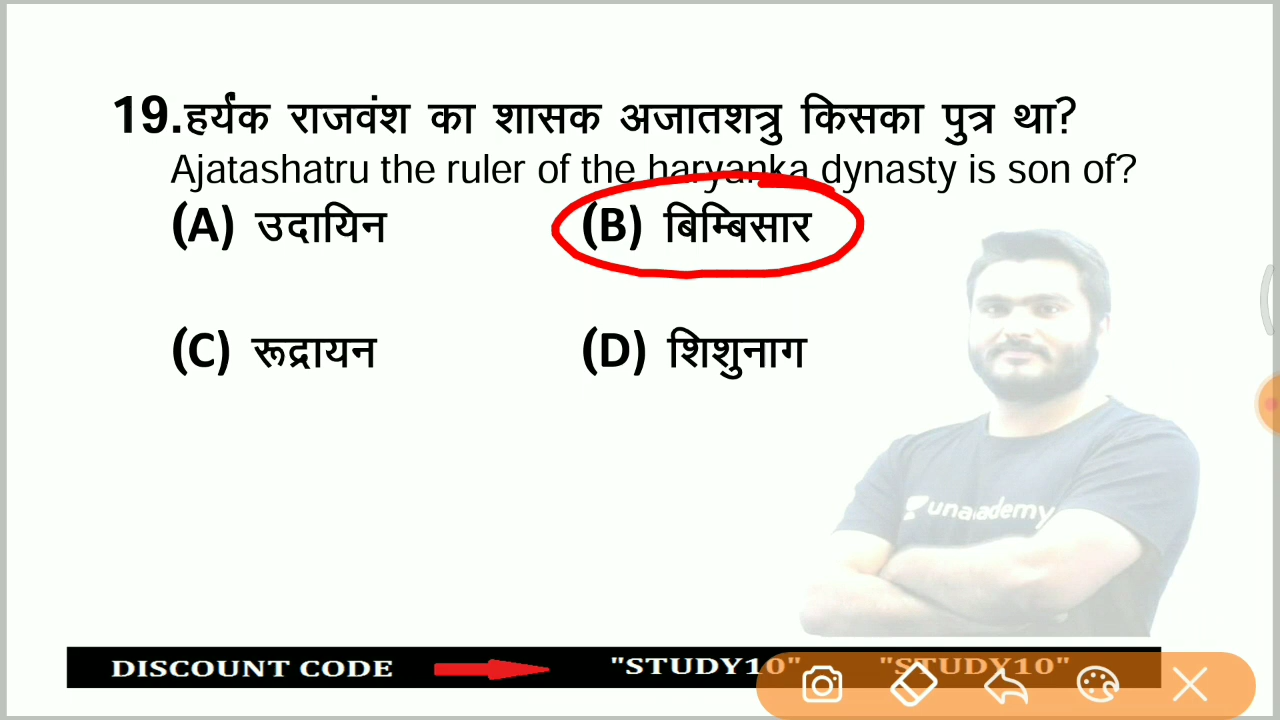 19.हर्यंक राजवंश का शासक अजातशत्रु किसका पुत्र था?
Ajatashatru the ruler of the haryanka dynasty is son of?
(A) उदायिन (B) बिम्बिसार
(C) रूद्रायन (D) शिशुनाग
unacademy
DISCOUNT CODE "STUDY10" "STUDY10"